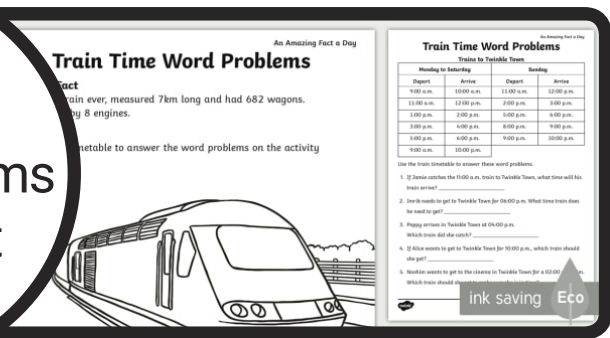 ms
An Amazing Fact a Day
Train Time Word Problems
Fact
train ever, measured 7km long and had 682 wagons.
by 8 engines.
timetable to answer the word problems on the activity
An Amazing Fact a Day
Train Time Word Problems
Trains to Twinkle Town
Monday to Saturday Sunday
Depart Arrive Depart Arrive
9:00 a.m. 10:00 a.m. 11:00 a.m. 12:00 p.m.
11:00 a.m. 12:00 p.m. 2:00 p.m. 3:00 p.m.
1:00 p.m. 2:00 p.m. 5:00 p.m. 6:00 p.m.
3:00 p.m. 4:00 p.m. 8:00 p.m. 9:00 p.m.
5:00 p.m. 6:00 p.m. 9:00 p.m. 10:00 p.m.
9:00 a.m. 10:00 p.m.
Use the train timetable to answer these word problems.
1. If Jamie catches the 11:00 a.m. train to Twinkle Town, what time will his
train arrive?
2. Imrik needs to get to Twinkle Town for 06:00 p.m. What time train does
he need to get?
3. Poppy arrives in Twinkle Town at 04:00 p.m.
Which train did she catch?
4. If Alice wants to get to Twinkle Town for 10:00 p.m., which train should
she get?
5. wants to get to the cinema in Twinkle Town for a 02:00
Which train should she
twinkl
ink saving Eco